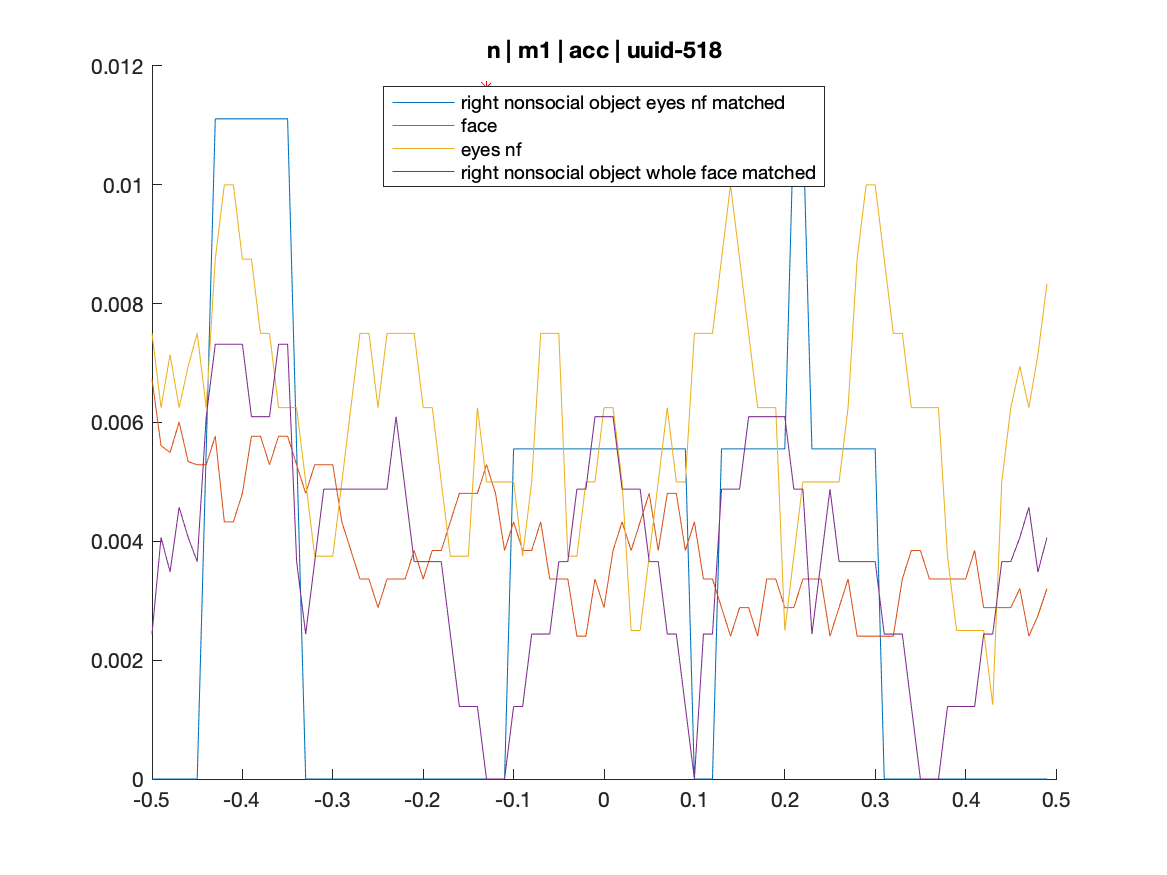 n | m1 | acc | uuid-518
0.012
0.01
0.008
0.006
0.004
0.002
0
right nonsocial object eyes nf matched
face
eyes nf
right nonsocial object whole face matched
-0.5 -0.4 -0.3 -0.2 -0.1 0 0.1 0.2 0.3 0.4 0.5